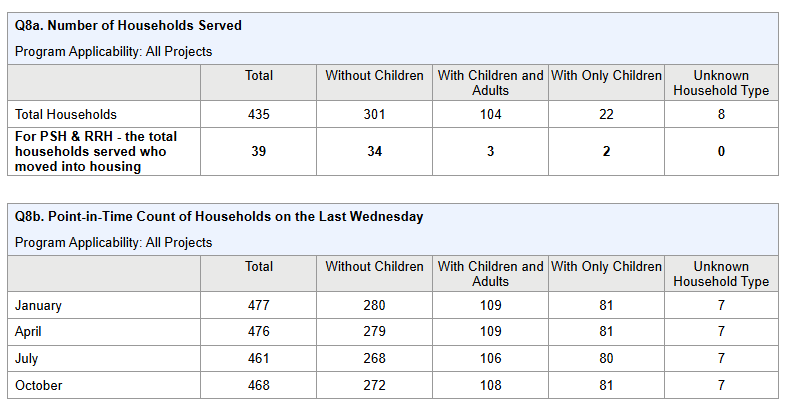 Q8a. Number of Households Served
Program Applicability: All Projects
Total Without Children With Children and Adults With Only Children Unknown Household Type
Total Households 435 301 104 22 8
For PSH & RRH - the total households served who moved into housing 39 34 3 2 0
Q8b. Point-in-Time Count of Households on the Last Wednesday
Program Applicability: All Projects
Total Without Children With Children and Adults With Only Children Unknown Household Type
January 477 280 109 81 7
April 476 279 109 81 7
July 461 268 106 80 7
October 468 272 108 81 7